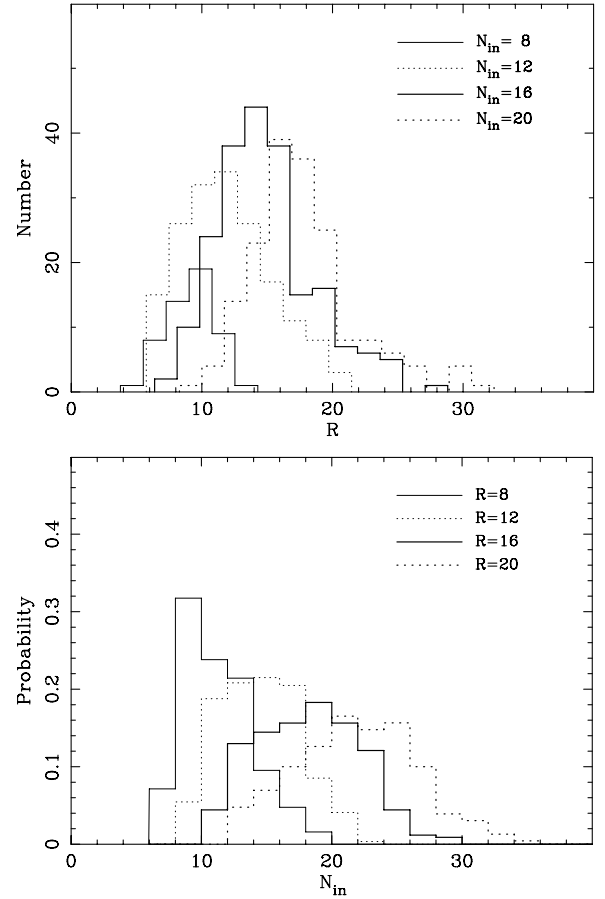 N_in= 8
N_in=12
N_in=16
N_in=20
Number
40
20
0
0 10 20 30
R
R=8
R=12
R=16
R=20
Probability
0.4
0.3
0.2
0.1
0
0 10 20 30
N_in